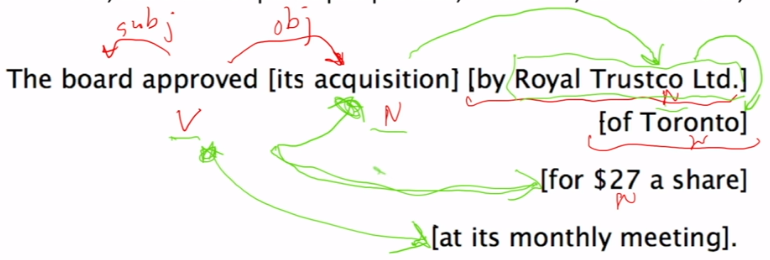 subj obj
The board approved [its acquisition] [by Royal Trustco Ltd.]
V N N
[of Toronto]
N
[for $27 a share]
N
[at its monthly meeting].